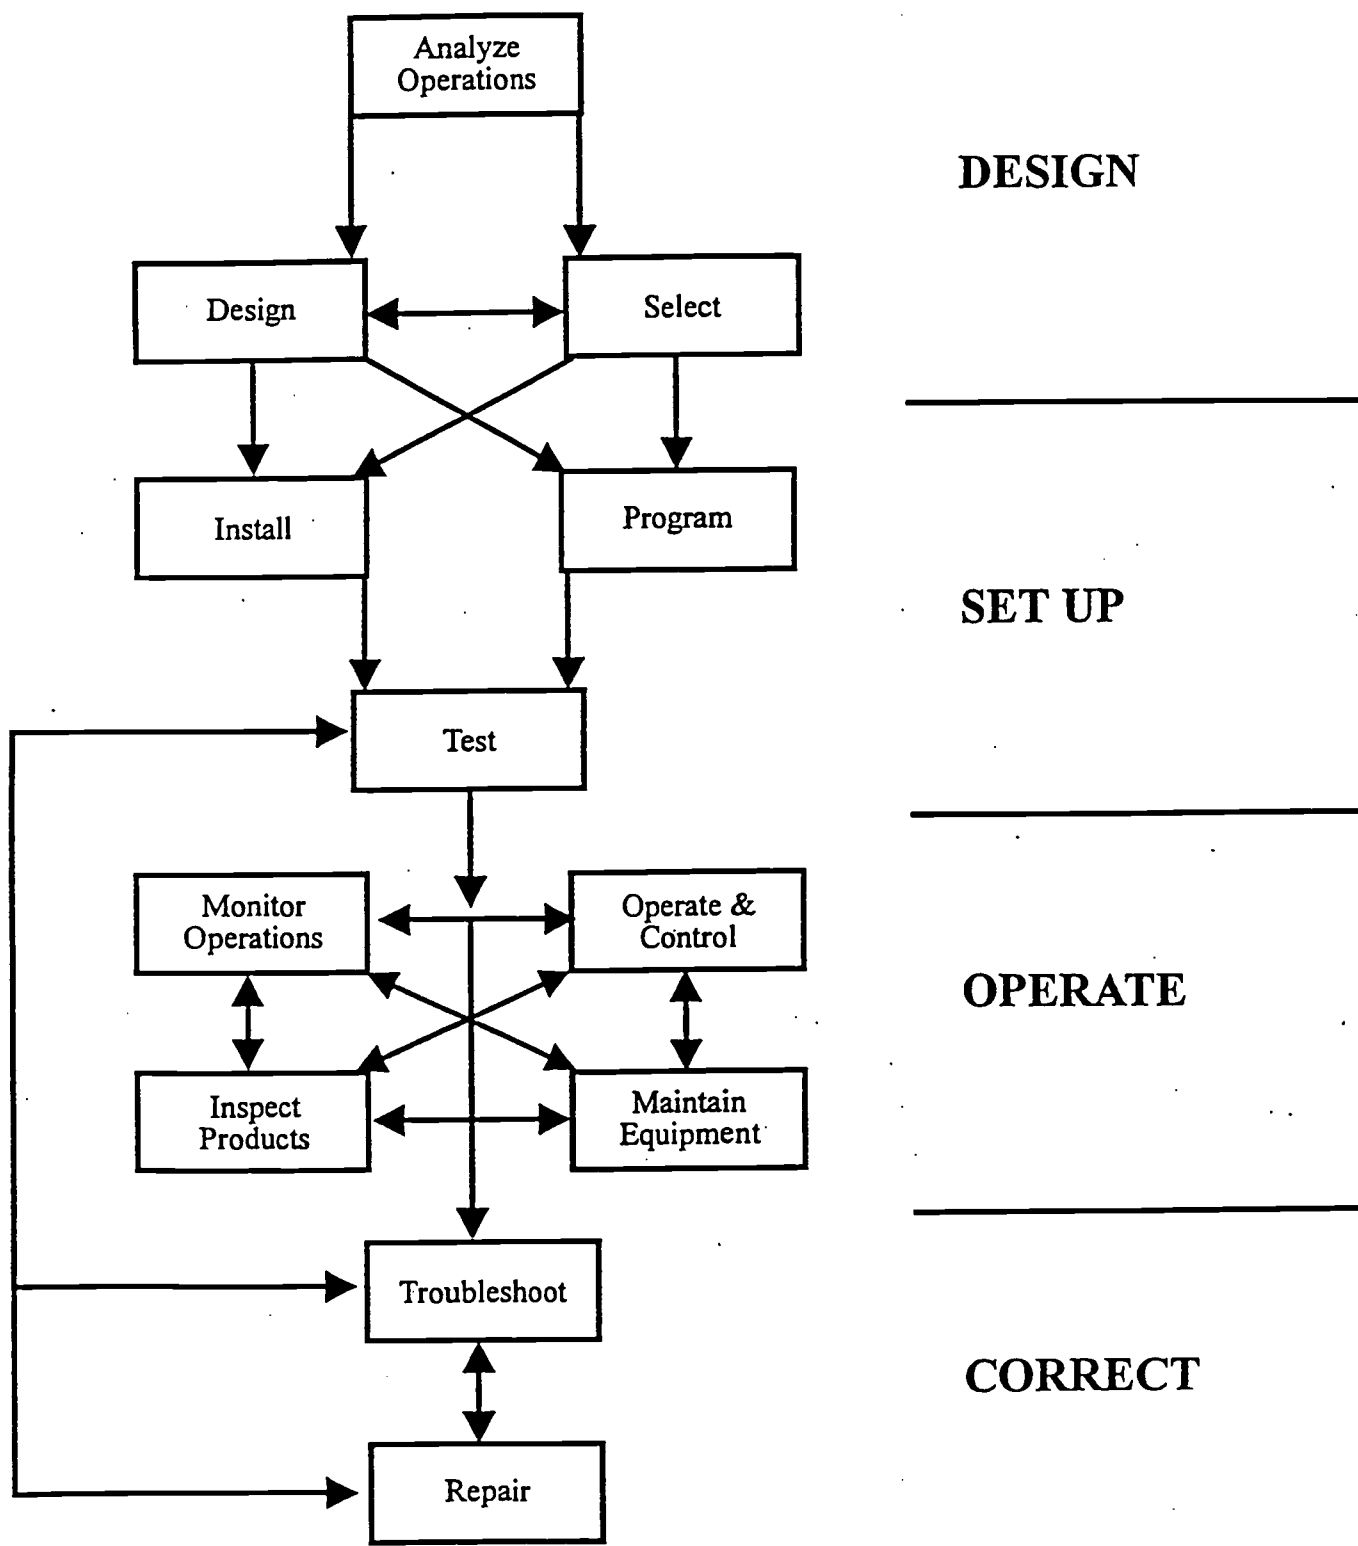 Analyze
Operations
DESIGN
Design
Select
Install
Program
SET UP
Test
Monitor
Operations
Operate &
Control
OPERATE
Inspect
Products
Maintain
Equipment
Troubleshoot
CORRECT
Repair